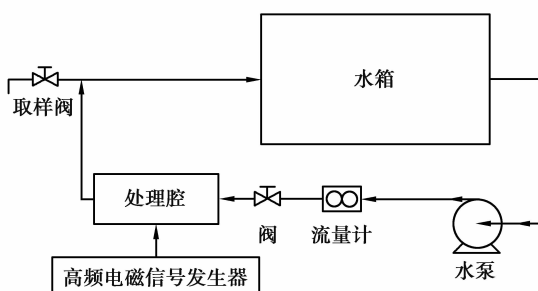 水箱
取样阀
处理腔
阀
流量计
水泵
高频电磁信号发生器